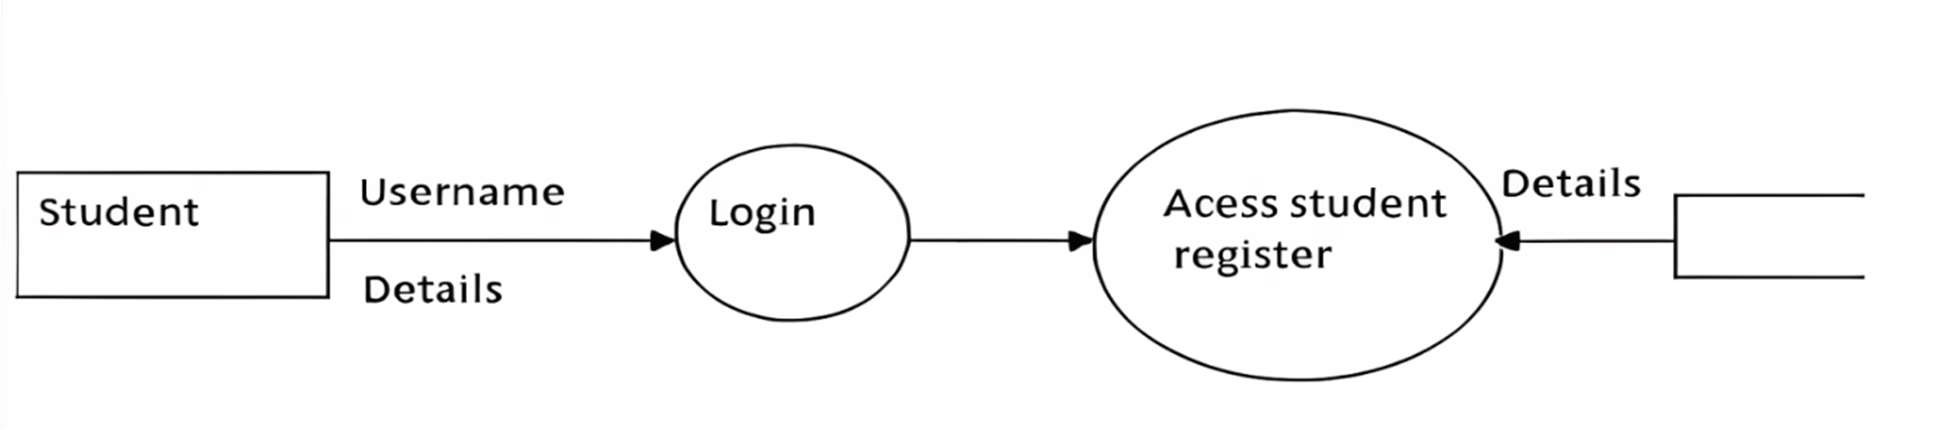 Student
Username
Details
Login
Acess student
register
Details